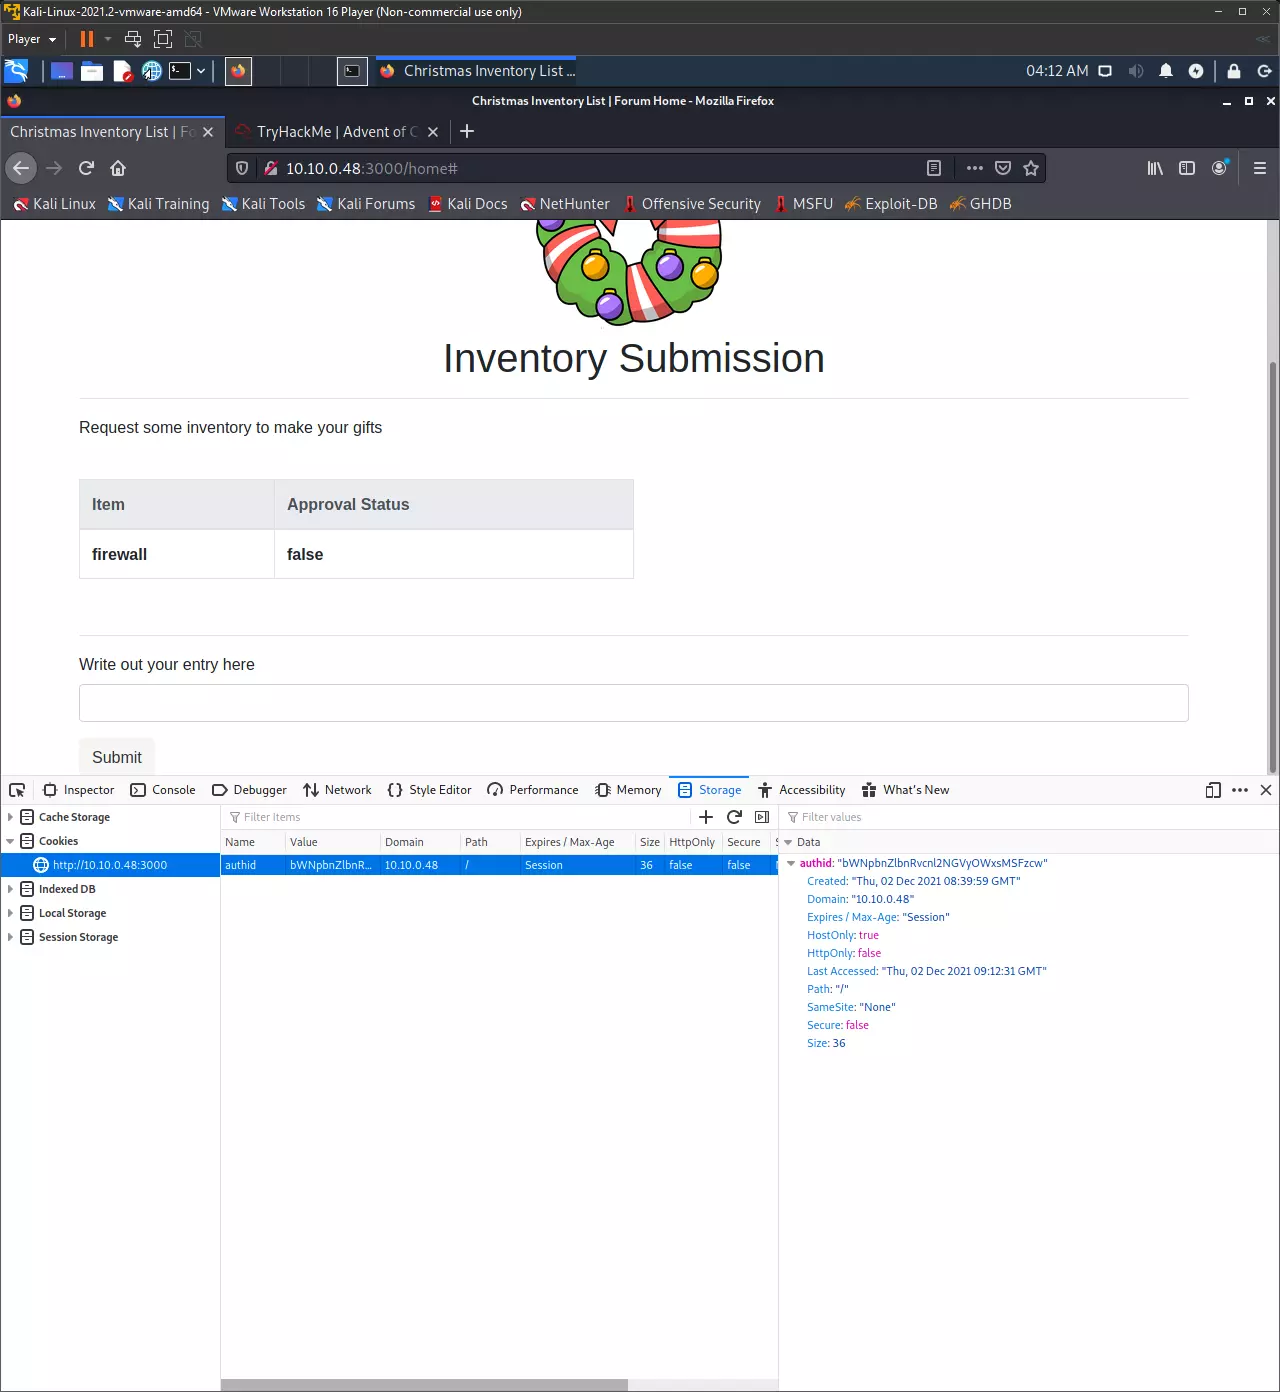 Kali-Linux-2021.2-vmware-amd64 - VMware Workstation 16 Player (Non-commercial use only)
Player
Christmas Inventory List ...
04:12 AM
Christmas Inventory List | Forum Home - Mozilla Firefox
Christmas Inventory List | Fo
TryHackMe | Advent of C
10.10.0.48:3000/home#
Kali Linux
Kali Training
Kali Tools
Kali Forums
Kali Docs
NetHunter
Offensive Security
MSFU
Exploit-DB
GHDB
Inventory Submission
Request some inventory to make your gifts
Item Approval Status
firewall false
Write out your entry here
Submit
Inspector Console Debugger Network Style Editor Performance Memory Storage Accessibility What's New
Cache Storage
Cookies
http://10.10.0.48:3000
Indexed DB
Local Storage
Session Storage
Filter Items
Name Value Domain Path Expires / Max-Age Size HttpOnly Secure S
authid bWNpbnZlbnR... 10.10.0.48 / Session 36 false false
Filter values
Data
authid: "bWNpbnZlbnRvcnl2NGVyOWxsMSFzcw"
Created: "Thu, 02 Dec 2021 08:39:59 GMT"
Domain: "10.10.0.48"
Expires / Max-Age: "Session"
HostOnly: true
HttpOnly: false
Last Accessed: "Thu, 02 Dec 2021 09:12:31 GMT"
Path: "/"
SameSite: "None"
Secure: false
Size: 36